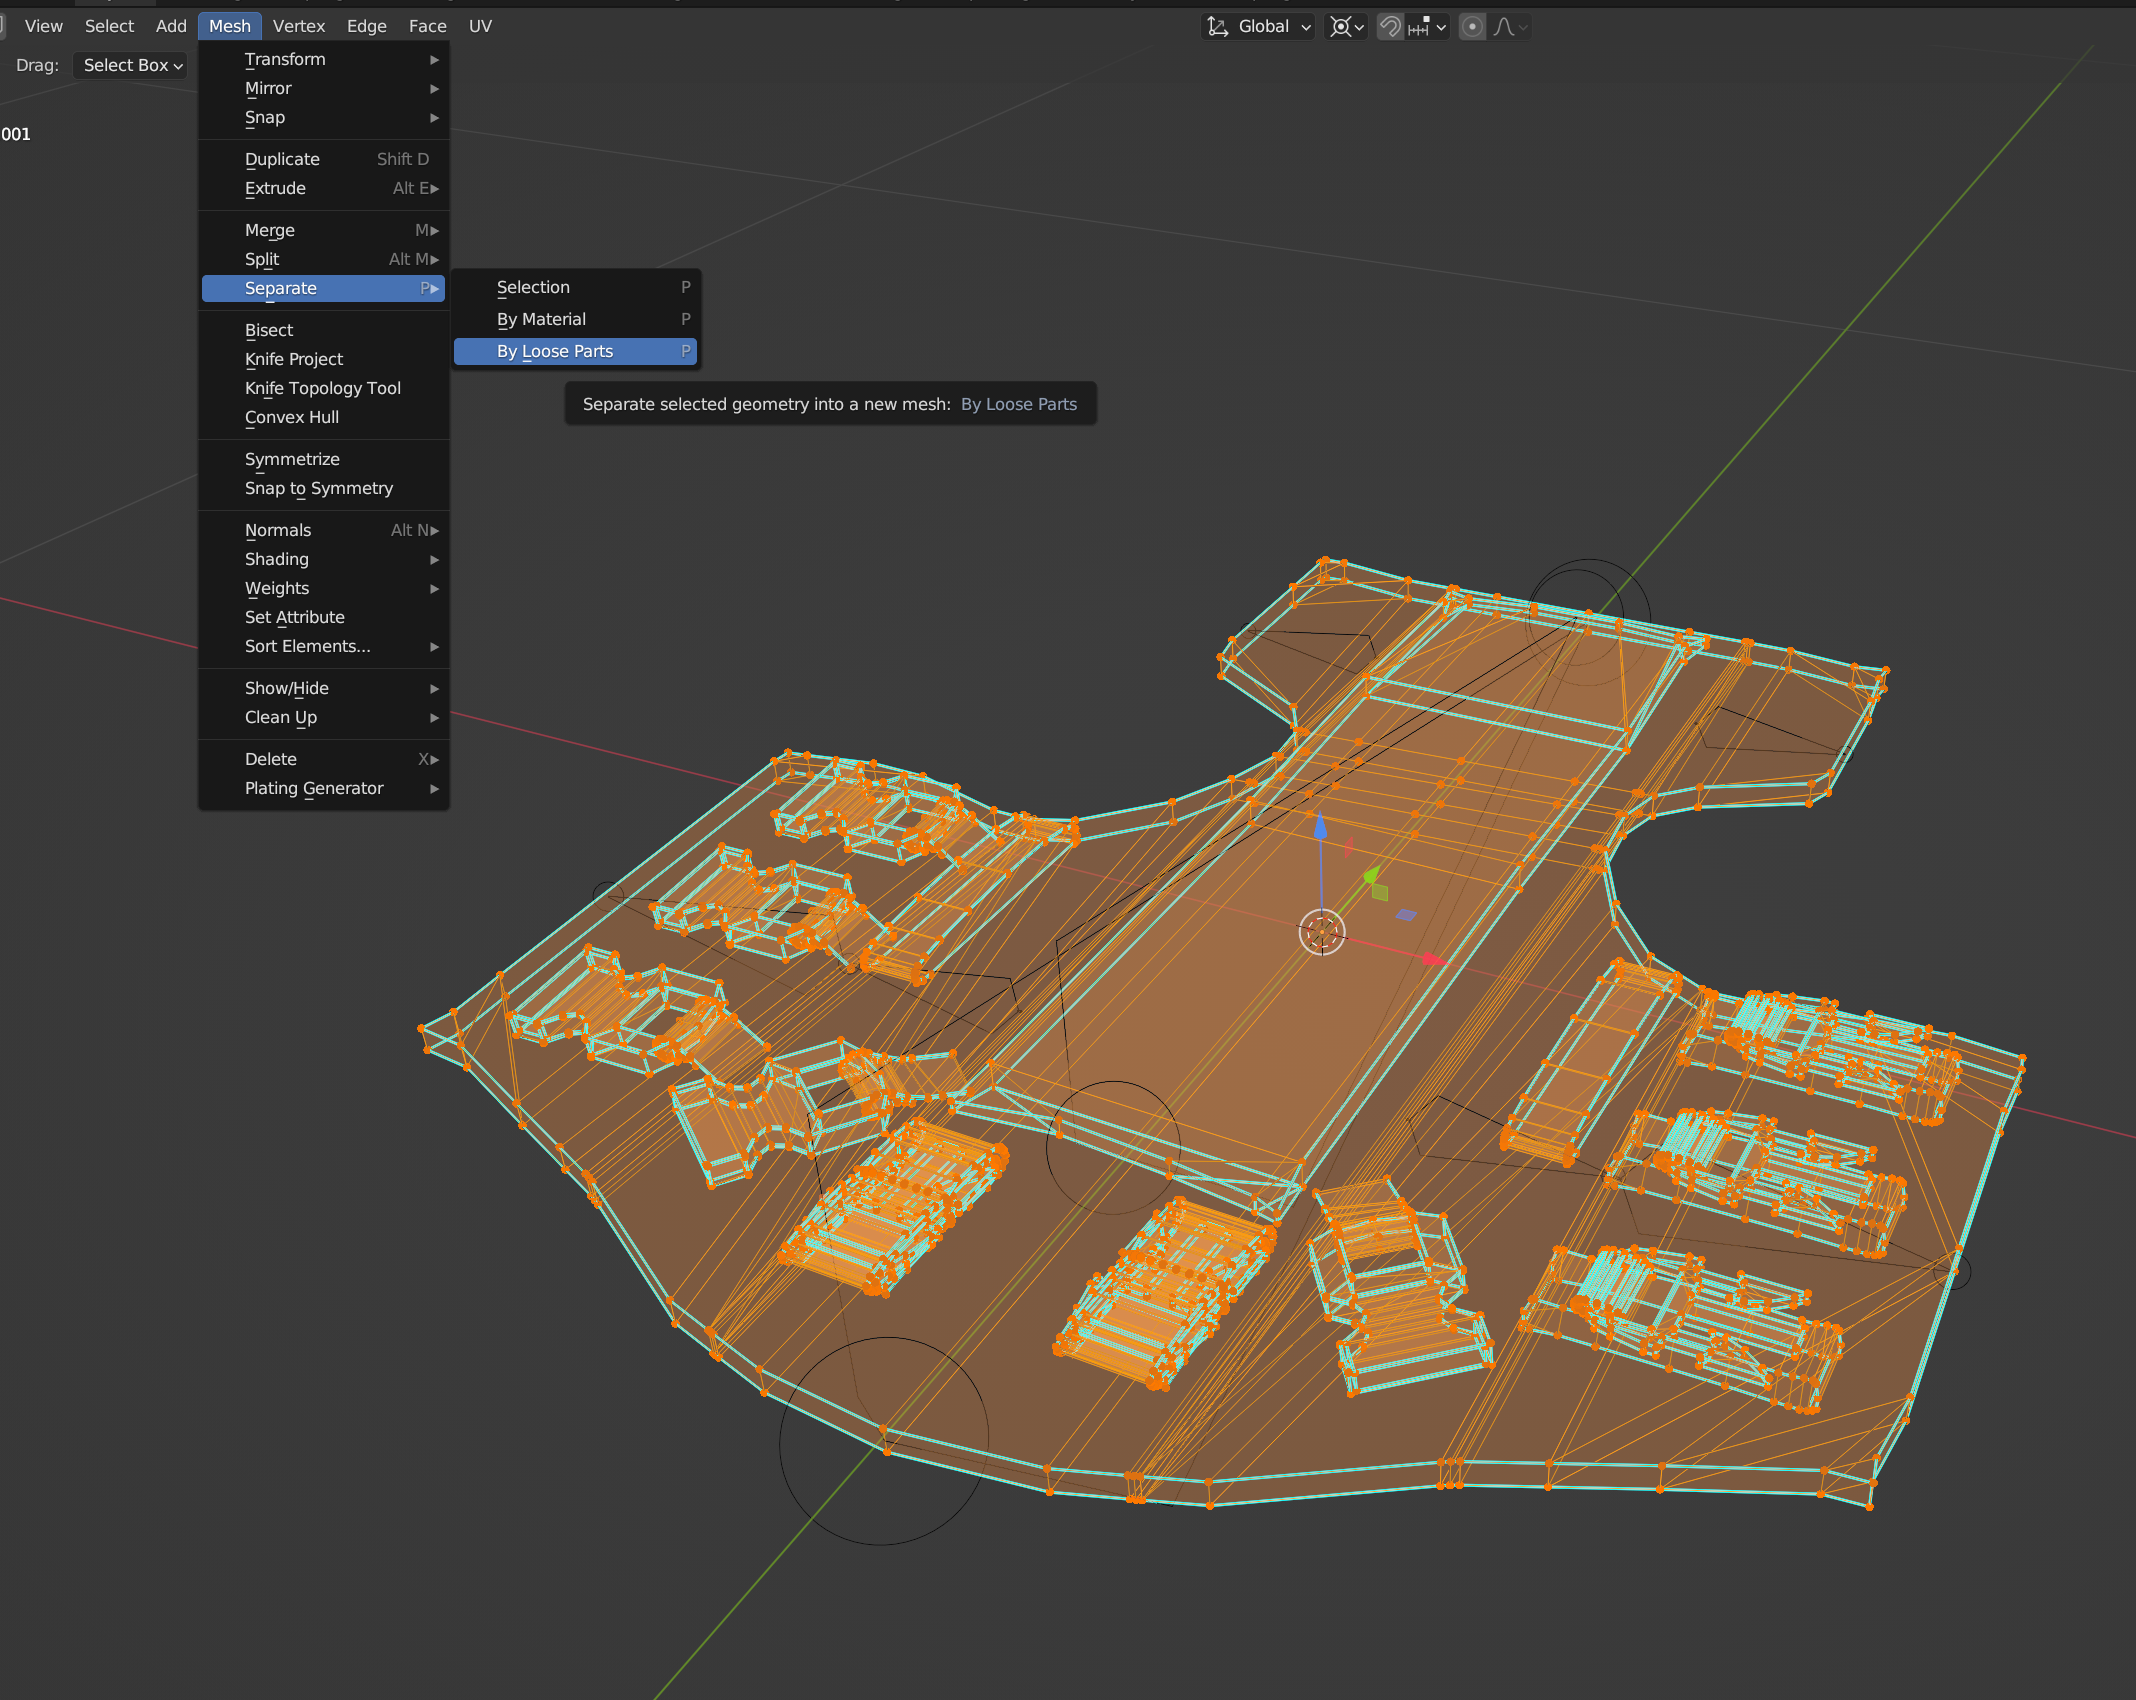 View Select Add Mesh Vertex Edge Face UV Global
Drag: Select Box
001
Transform
Mirror
Snap
Duplicate Shift D
Extrude Alt E
Merge M
Split Alt M
Separate P
Selection P
By Material P
By Loose Parts P
Separate selected geometry into a new mesh: By Loose Parts
Bisect
Knife Project
Knife Topology Tool
Convex Hull
Symmetrize
Snap to Symmetry
Normals Alt N
Shading
Weights
Set Attribute
Sort Elements...
Show/Hide
Clean Up
Delete X
Plating Generator